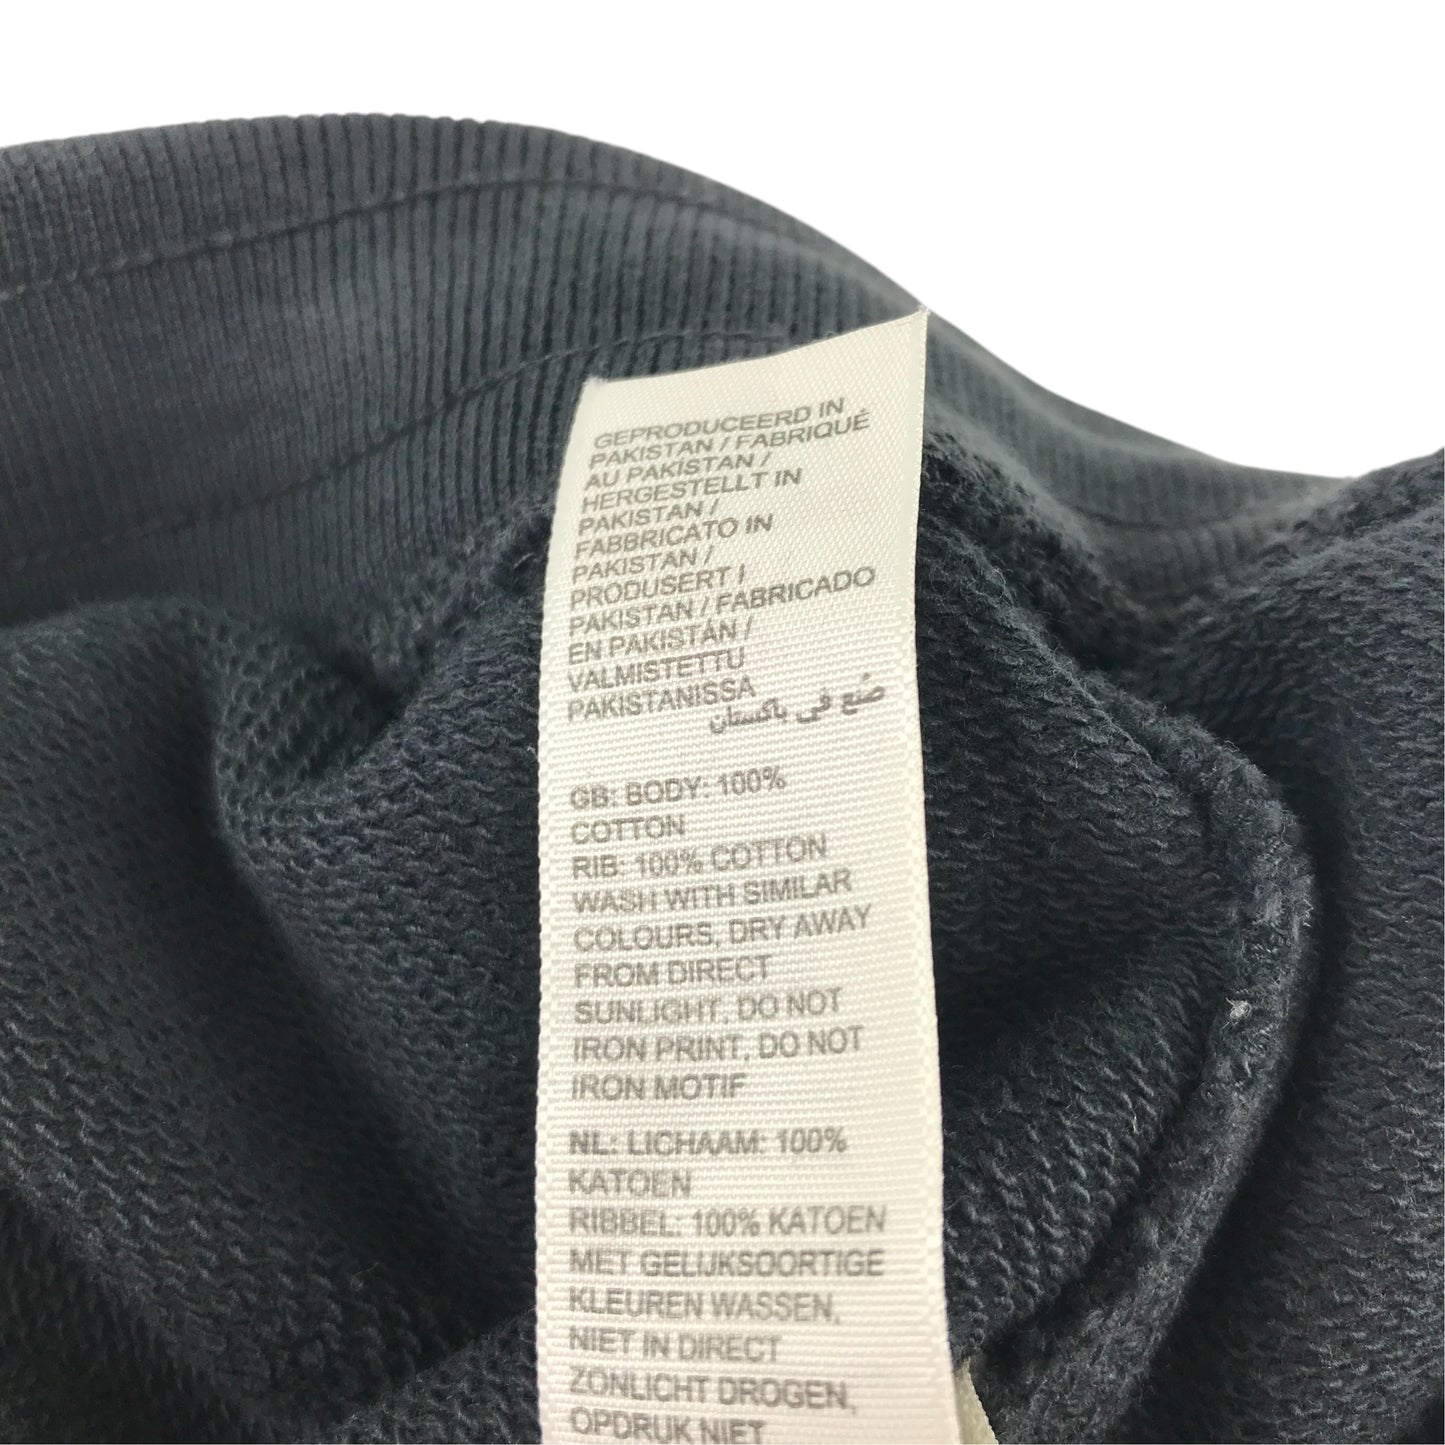 GEPRODUCEERD IN
PAKISTAN / FABRIQUÉ
AU PAKISTAN /
HERGESTELLT IN
PAKISTAN /
FABBRICATO IN
PAKISTAN /
PRODUSERT I
PAKISTAN / FABRICADO
EN PAKISTÁN /
VALMISTETTU
PAKISTANISSA
صُنع في باكستان
GB: BODY: 100%
COTTON
RIB: 100% COTTON
WASH WITH SIMILAR
COLOURS, DRY AWAY
FROM DIRECT
SUNLIGHT, DO NOT
IRON PRINT, DO NOT
IRON MOTIF
NL: LICHAAM: 100%
KATOEN
RIBBEL: 100% KATOEN
MET GELIJKSOORTIGE
KLEUREN WASSEN,
NIET IN DIRECT
ZONLICHT DROGEN,
OPDRUK NIET